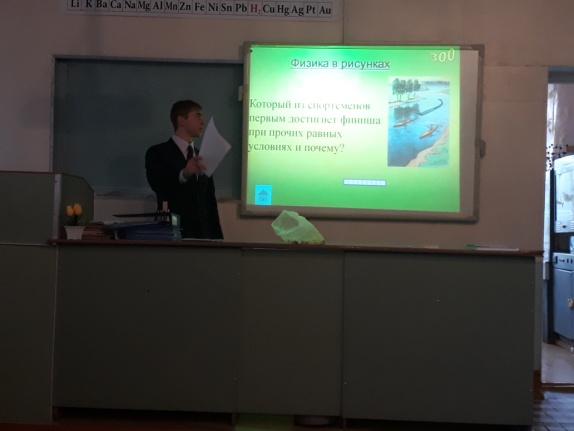 Li K Ba Ca Na Mg Al Mn Zn Fe Ni Sn Pb H₂ Cu Hg Ag Pt Au
300
Физика в рисунках
Который из спортсменов
первым достигнет финиша
при прочих равных
условиях и почему?